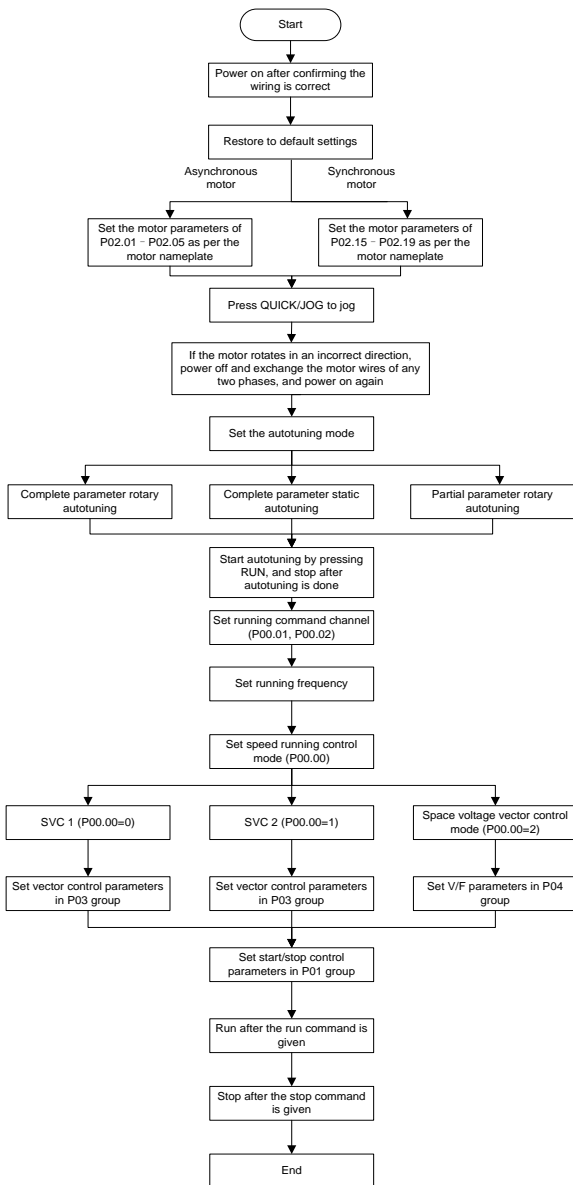 Start
Power on after confirming the
wiring is correct
Restore to default settings
Asynchronous
motor
Synchronous
motor
Set the motor parameters of
P02.01﹣P02.05 as per the
motor nameplate
Set the motor parameters of
P02.15﹣P02.19 as per the
motor nameplate
Press QUICK/JOG to jog
If the motor rotates in an incorrect direction,
power off and exchange the motor wires of any
two phases, and power on again
Set the autotuning mode
Complete parameter rotary
autotuning
Complete parameter static
autotuning
Partial parameter rotary
autotuning
Start autotuning by pressing
RUN, and stop after
autotuning is done
Set running command channel
(P00.01, P00.02)
Set running frequency
Set speed running control
mode (P00.00)
SVC 1 (P00.00=0)
SVC 2 (P00.00=1)
Space voltage vector control
mode (P00.00=2)
Set vector control parameters
in P03 group
Set vector control parameters
in P03 group
Set V/F parameters in P04
group
Set start/stop control
parameters in P01 group
Run after the run command is
given
Stop after the stop command
is given
End